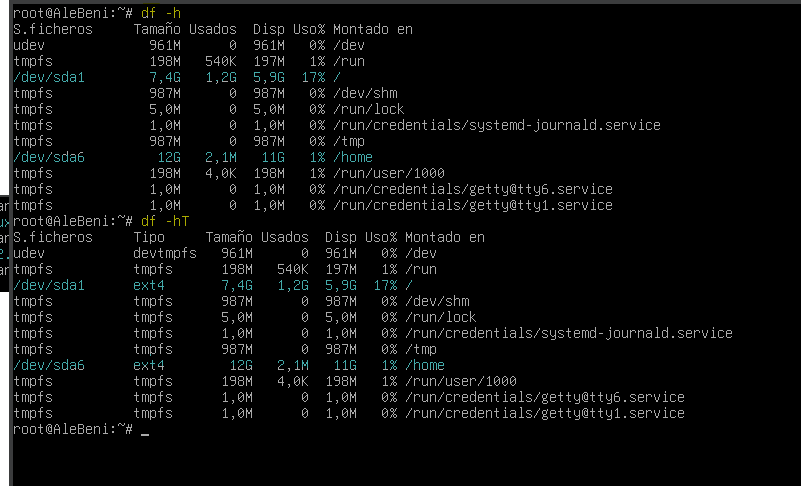 root@AleBeni:~# df -h
S.ficheros     Tamaño Usados  Disp Uso% Montado en
udev             961M      0  961M   0% /dev
tmpfs            198M   540K  197M   1% /run
/dev/sda1        7,4G   1,2G  5,9G  17% /
tmpfs            987M      0  987M   0% /dev/shm
tmpfs            5,0M      0  5,0M   0% /run/lock
tmpfs            1,0M      0  1,0M   0% /run/credentials/systemd-journald.service
tmpfs            987M      0  987M   0% /tmp
/dev/sda6         12G   2,1M   11G   1% /home
tmpfs            198M   4,0K  198M   1% /run/user/1000
tmpfs            1,0M      0  1,0M   0% /run/credentials/getty@tty6.service
tmpfs            1,0M      0  1,0M   0% /run/credentials/getty@tty1.service
root@AleBeni:~# df -hT
S.ficheros     Tipo     Tamaño Usados  Disp Uso% Montado en
udev           devtmpfs   961M      0  961M   0% /dev
tmpfs          tmpfs      198M   540K  197M   1% /run
/dev/sda1      ext4       7,4G   1,2G  5,9G  17% /
tmpfs          tmpfs      987M      0  987M   0% /dev/shm
tmpfs          tmpfs      5,0M      0  5,0M   0% /run/lock
tmpfs          tmpfs      1,0M      0  1,0M   0% /run/credentials/systemd-journald.service
tmpfs          tmpfs      987M      0  987M   0% /tmp
/dev/sda6      ext4        12G   2,1M   11G   1% /home
tmpfs          tmpfs      198M   4,0K  198M   1% /run/user/1000
tmpfs          tmpfs      1,0M      0  1,0M   0% /run/credentials/getty@tty6.service
tmpfs          tmpfs      1,0M      0  1,0M   0% /run/credentials/getty@tty1.service
root@AleBeni:~# _